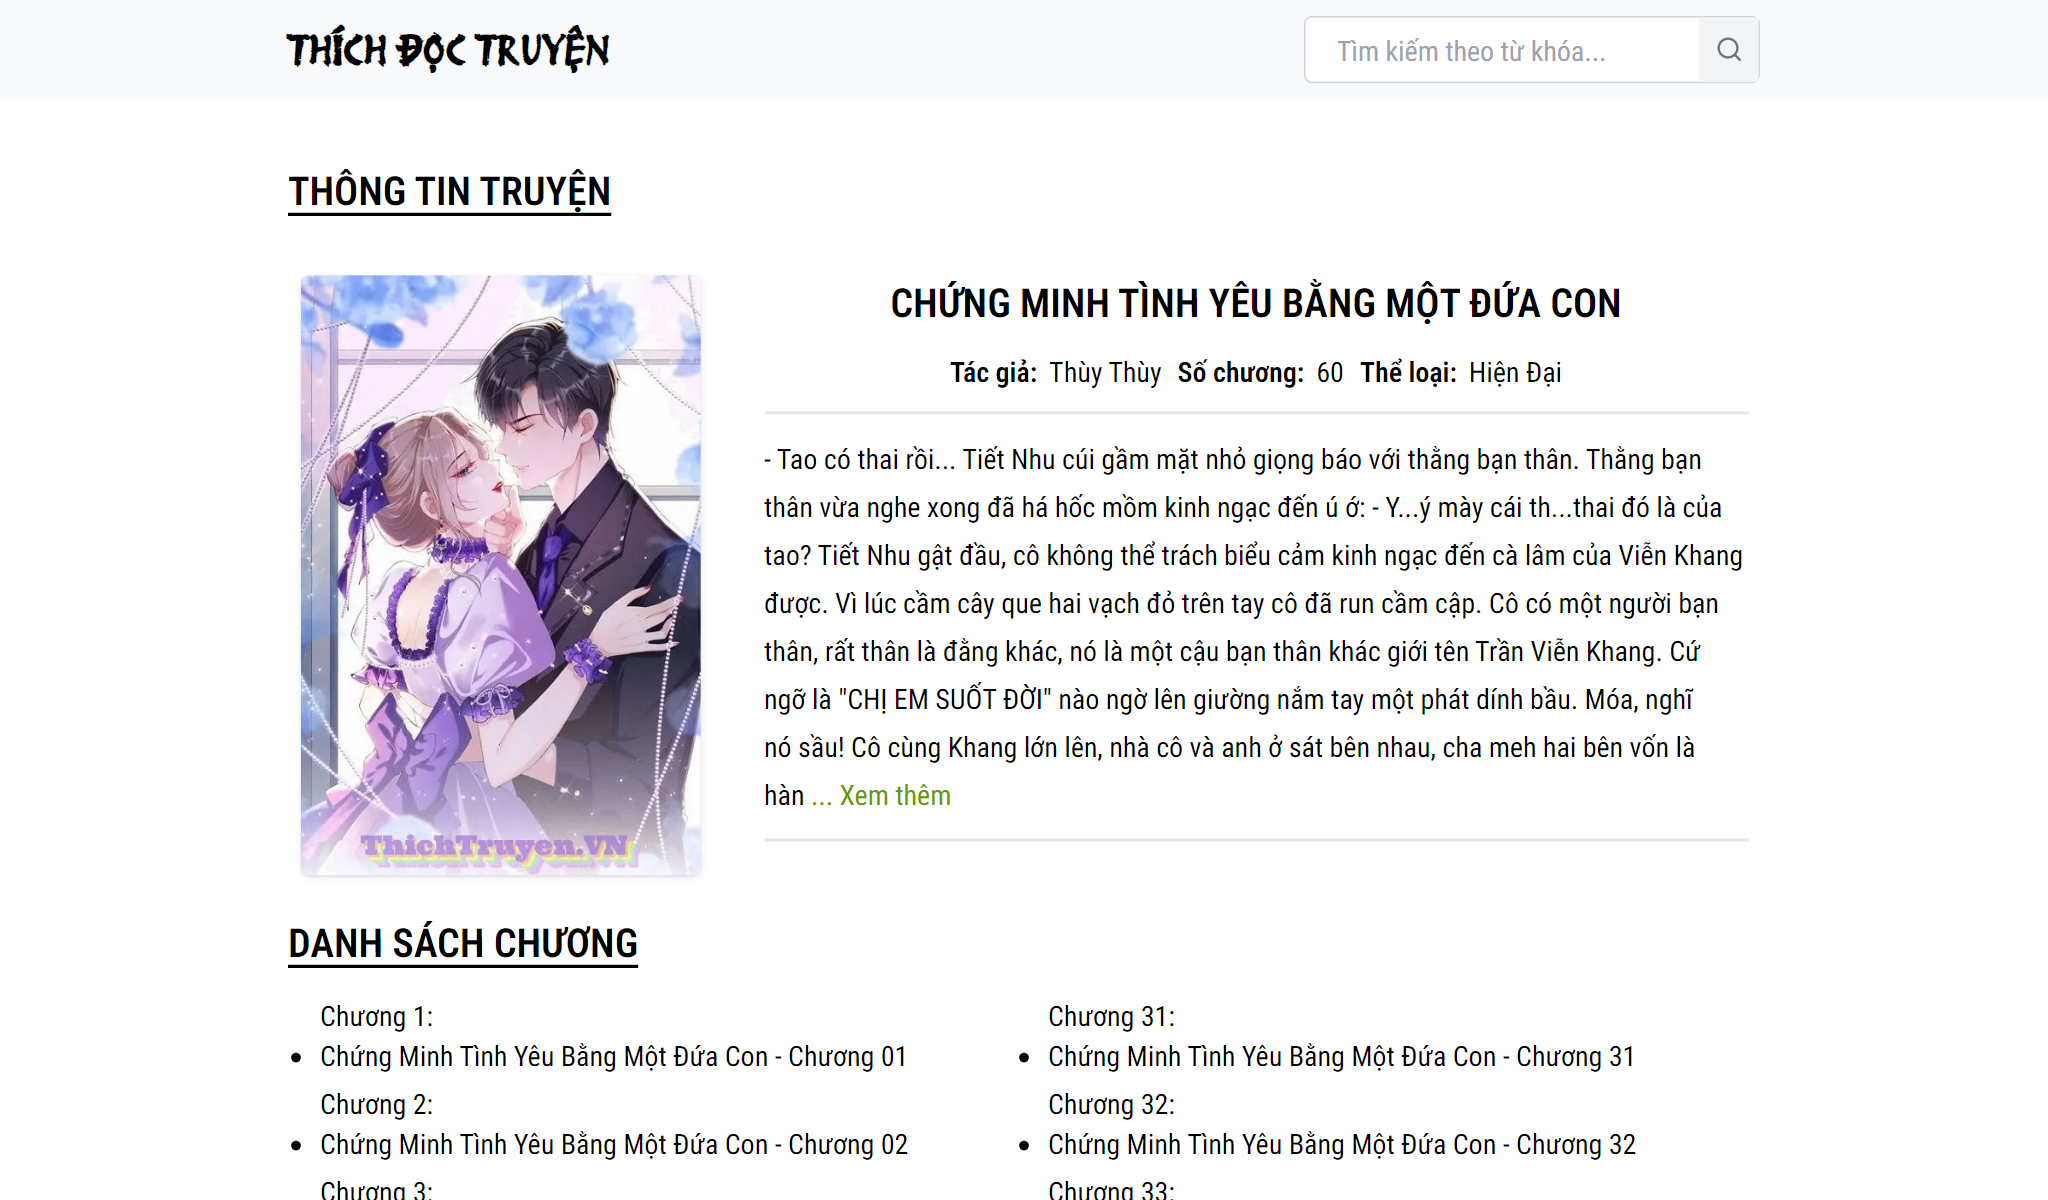 THÍCH ĐỌC TRUYỆN
Tìm kiếm theo từ khóa...
THÔNG TIN TRUYỆN
ThichTruyen.VN
CHỨNG MINH TÌNH YÊU BẰNG MỘT ĐỨA CON
Tác giả: Thùy Thùy Số chương: 60 Thể loại: Hiện Đại
- Tao có thai rồi... Tiết Nhu cúi gầm mặt nhỏ giọng báo với thằng bạn thân. Thằng bạn
thân vừa nghe xong đã há hốc mồm kinh ngạc đến ú ớ: - Y...ý mày cái th...thai đó là của
tao? Tiết Nhu gật đầu, cô không thể trách biểu cảm kinh ngạc đến cà lâm của Viễn Khang
được. Vì lúc cầm cây que hai vạch đỏ trên tay cô đã run cầm cập. Cô có một người bạn
thân, rất thân là đằng khác, nó là một cậu bạn thân khác giới tên Trần Viễn Khang. Cứ
ngỡ là "CHỊ EM SUỐT ĐỜI" nào ngờ lên giường nắm tay một phát dính bầu. Móa, nghĩ
nó sầu! Cô cùng Khang lớn lên, nhà cô và anh ở sát bên nhau, cha meh hai bên vốn là
hàn ... Xem thêm
DANH SÁCH CHƯƠNG
Chương 1:
Chứng Minh Tình Yêu Bằng Một Đứa Con - Chương 01
Chương 2:
Chứng Minh Tình Yêu Bằng Một Đứa Con - Chương 02
Chương 3:
Chương 31:
Chứng Minh Tình Yêu Bằng Một Đứa Con - Chương 31
Chương 32:
Chứng Minh Tình Yêu Bằng Một Đứa Con - Chương 32
Chương 33: